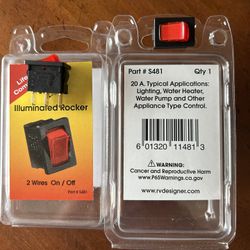 Life
Illuminated Rocker
2 Wires On / Off
Part # S481
Part # S481 Qty 1
20 A. Typical Applications:
Lighting, Water Heater,
Water Pump and Other
Appliance Type Control.
6 01320 11481 3
WARNING:
Cancer and Reproductive Harm
www.P65Warnings.ca.gov
www.rvdesigner.com